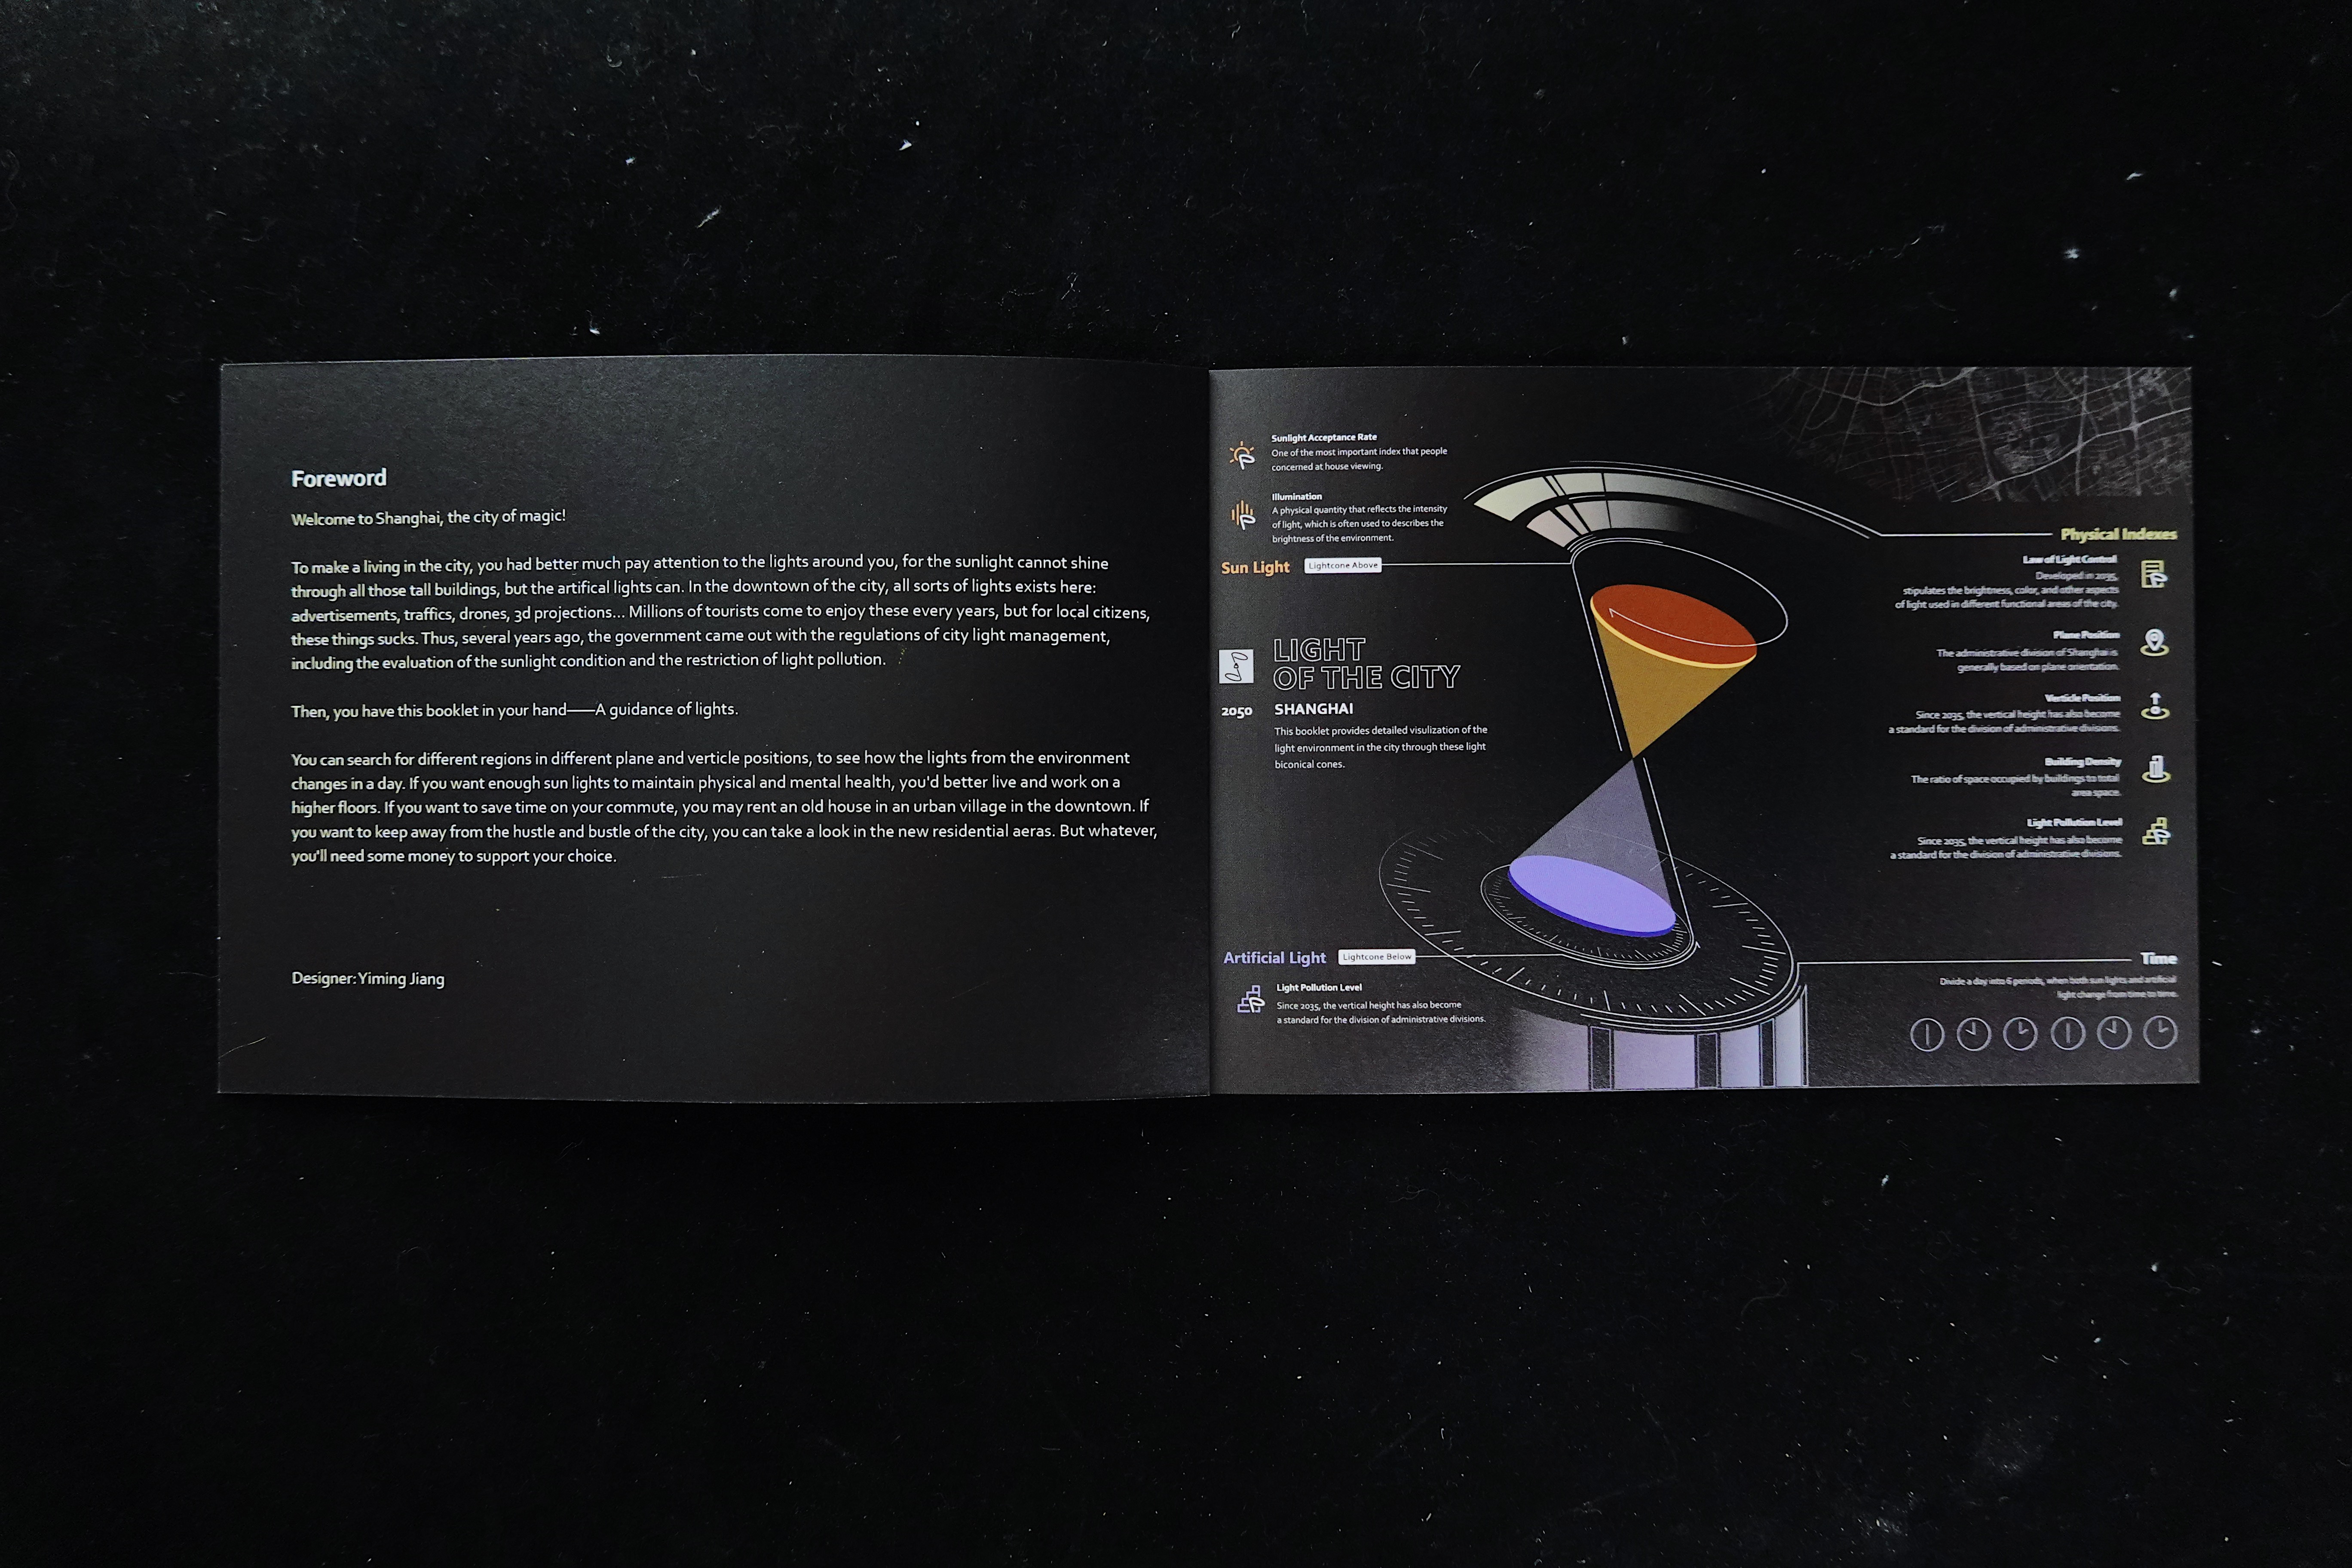 Foreword
Welcome to Shanghai, the city of magic!
To make a living in the city, you had better much pay attention to the lights around you, for the sunlight cannot shine
through all those tall buildings, but the artifical lights can. In the downtown of the city, all sorts of lights exists here:
advertisements, traffics, drones, 3d projections... Millions of tourists come to enjoy these every years, but for local citizens,
these things sucks. Thus, several years ago, the government came out with the regulations of city light management,
including the evaluation of the sunlight condition and the restriction of light pollution.
Then, you have this booklet in your hand——A guidance of lights.
You can search for different regions in different plane and verticle positions, to see how the lights from the environment
changes in a day. If you want enough sun lights to maintain physical and mental health, you'd better live and work on a
higher floors. If you want to save time on your commute, you may rent an old house in an urban village in the downtown. If
you want to keep away from the hustle and bustle of the city, you can take a look in the new residential aeras. But whatever,
you'll need some money to support your choice.
Designer: Yiming Jiang
Sunlight Acceptance Rate
One of the most important index that people
concerned at house viewing.
Illumination
A physical quantity that reflects the intensity
of light, which is often used to describes the
brightness of the environment.
Sun Light
Lightcone Above
LIGHT
OF THE CITY
2050
SHANGHAI
This booklet provides detailed visulization of the
light environment in the city through these light
biconical cones.
Artificial Light
Lightcone Below
Light Pollution Level
Since 2035, the vertical height has also become
a standard for the division of administrative divisions.
Physical Indexes
Law of Light Control
Developed in 2035,
stipulates the brightness, color, and other aspects
of light used in different functional areas of the city.
Plane Position
The administrative division of Shanghai is
generally based on plane orientation.
Verticle Position
Since 2035, the vertical height has also become
a standard for the division of administrative divisions.
Building Density
The ratio of space occupied by buildings to total
area space.
Light Pollution Level
Since 2035, the vertical height has also become
a standard for the division of administrative divisions.
Time
Divide a day into 6 periods, when both sun lights and artificial
light change from time to time.